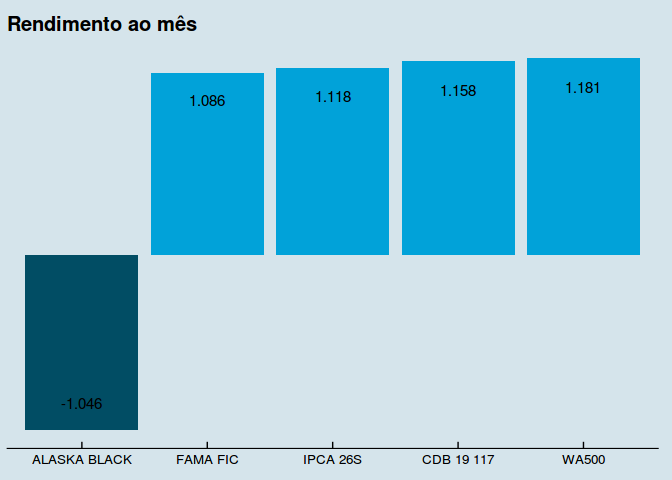 Rendimento ao mês
1.086
1.118
1.158
1.181
-1.046
ALASKA BLACK
FAMA FIC
IPCA 26S
CDB 19 117
WA500